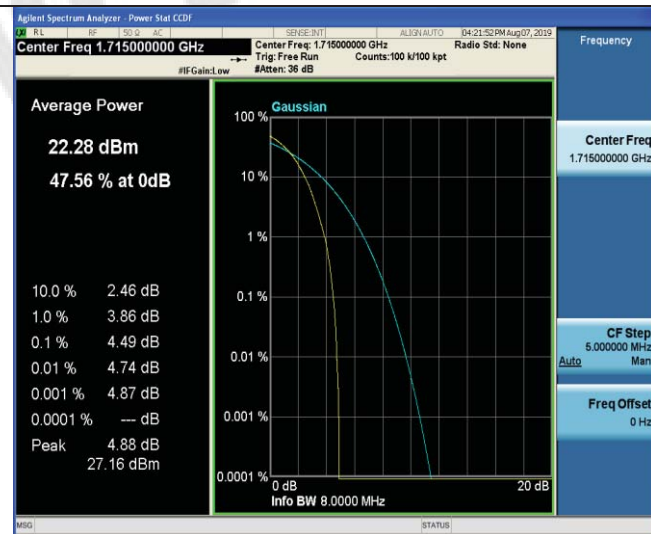 Agilent Spectrum Analyzer - Power Stat CCDF
RL RF 50 Ω AC SENSE:INT ALIGN AUTO 04:21:52 PM Aug 07, 2019
Center Freq 1.715000000 GHz
Center Freq: 1.715000000 GHz Radio Std: None
Trig: Free Run Counts:100 k/100 kpt
#IFGain:Low #Atten: 36 dB
Frequency
Average Power
22.28 dBm
47.56 % at 0dB
10.0 % 2.46 dB
1.0 % 3.86 dB
0.1 % 4.49 dB
0.01 % 4.74 dB
0.001 % 4.87 dB
0.0001 % --- dB
Peak 4.88 dB
27.16 dBm
Gaussian
100 %
10 %
1 %
0.1 %
0.01 %
0.001 %
0.0001 %
0 dB 20 dB
Info BW 8.0000 MHz
Center Freq
1.715000000 GHz
CF Step
5.000000 MHz
Auto Man
Freq Offset
0 Hz
MSG STATUS